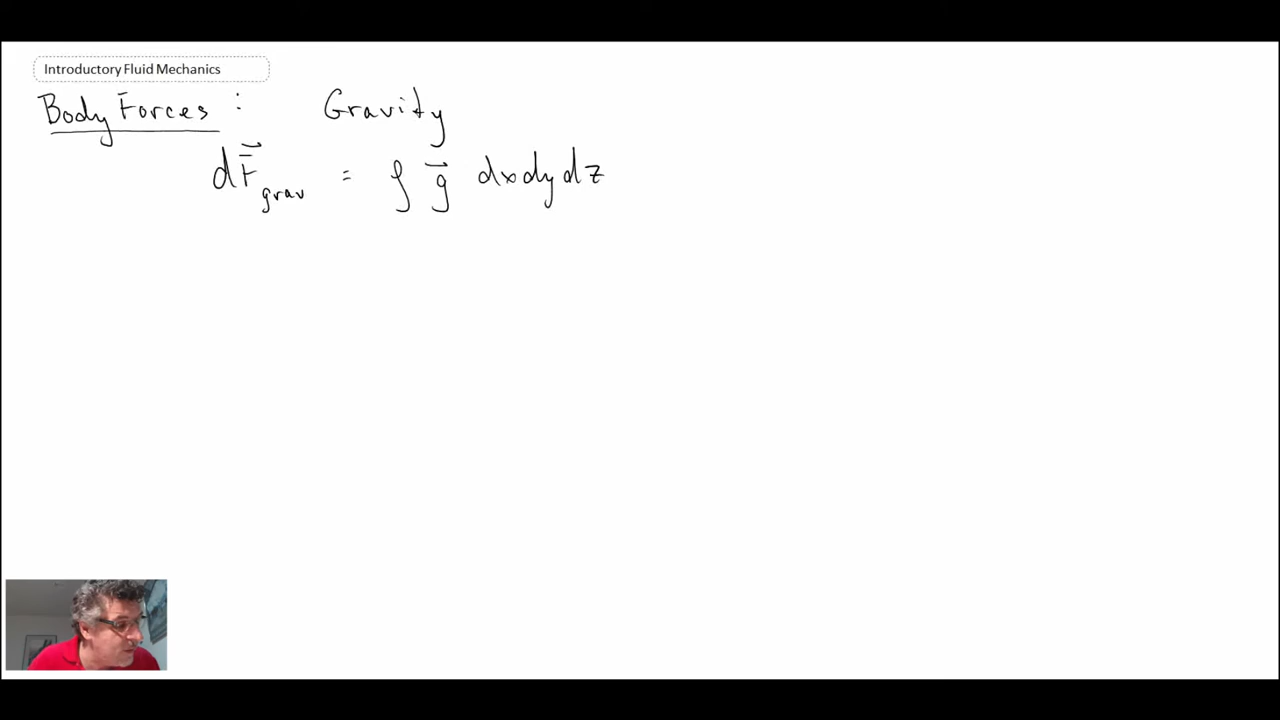 Introductory Fluid Mechanics
Body Forces : Gravity
dF⃗grav = ρ g⃗ dxdydz